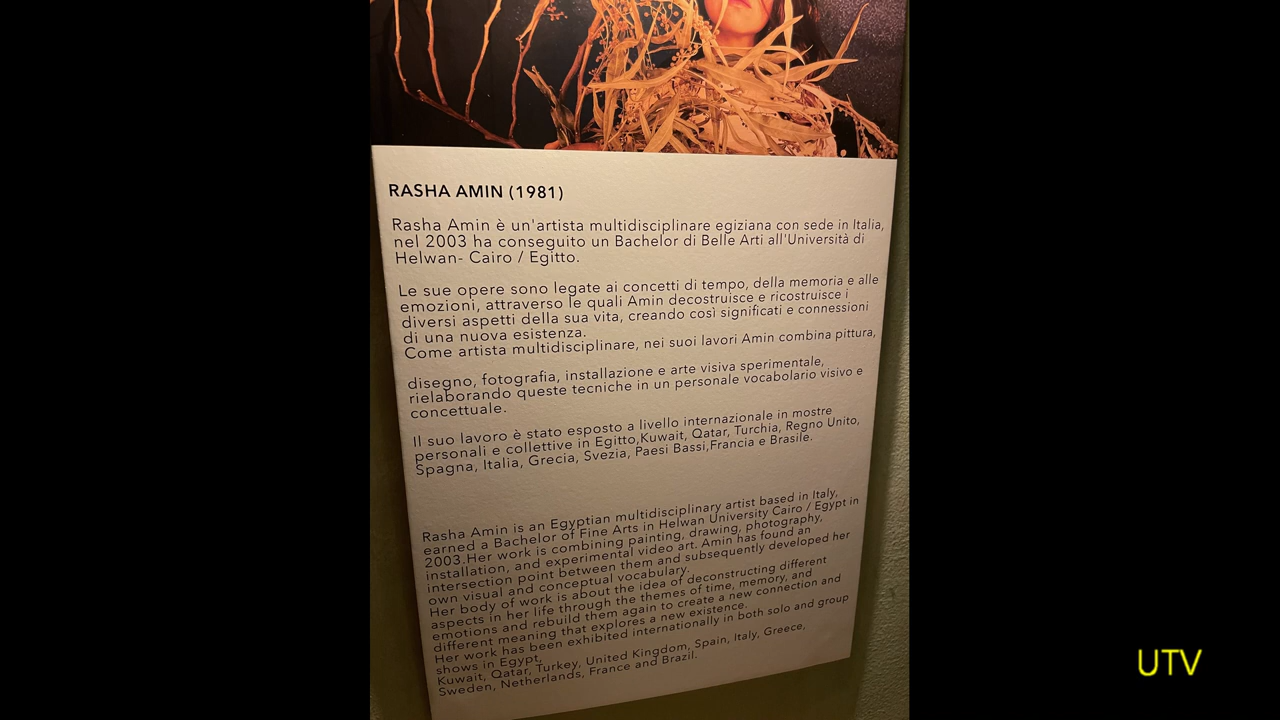 RASHA AMIN (1981)
Rasha Amin è un'artista multidisciplinare egiziana con sede in Italia,
nel 2003 ha conseguito un Bachelor di Belle Arti all'Università di
Helwan- Cairo / Egitto.
Le sue opere sono legate ai concetti di tempo, della memoria e alle
emozioni, attraverso le quali Amin decostruisce e ricostruisce i
diversi aspetti della sua vita, creando così significati e connessioni
di una nuova esistenza.
Come artista multidisciplinare, nei suoi lavori Amin combina pittura,
disegno, fotografia, installazione e arte visiva sperimentale,
rielaborando queste tecniche in un personale vocabolario visivo e
concettuale.
Il suo lavoro è stato esposto a livello internazionale in mostre
personali e collettive in Egitto,Kuwait, Qatar, Turchia, Regno Unito,
Spagna, Italia, Grecia, Svezia, Paesi Bassi,Francia e Brasile.
Rasha Amin is an Egyptian multidisciplinary artist based in Italy,
earned a Bachelor of Fine Arts in Helwan University Cairo / Egypt in
2003.Her work is combining painting, drawing, photography,
installation, and experimental video art. Amin has found an
intersection point between them and subsequently developed her
own visual and conceptual vocabulary.
Her body of work is about the idea of deconstructing different
aspects in her life through the themes of time, memory, and
emotions and rebuild them again to create a new connection and
different meaning that explores a new existence.
Her work has been exhibited internationally in both solo and group
shows in Egypt,
Kuwait, Qatar, Turkey, United Kingdom, Spain, Italy, Greece,
Sweden, Netherlands, France and Brazil.
UTV